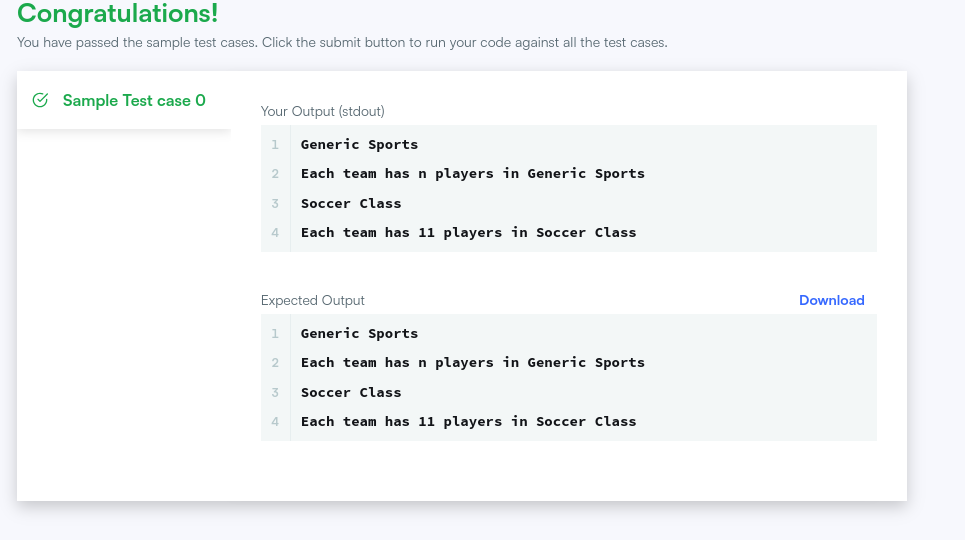 Congratulations!
You have passed the sample test cases. Click the submit button to run your code against all the test cases.
Sample Test case 0
Your Output (stdout)
1 Generic Sports
2 Each team has n players in Generic Sports
3 Soccer Class
4 Each team has 11 players in Soccer Class
Expected Output Download
1 Generic Sports
2 Each team has n players in Generic Sports
3 Soccer Class
4 Each team has 11 players in Soccer Class